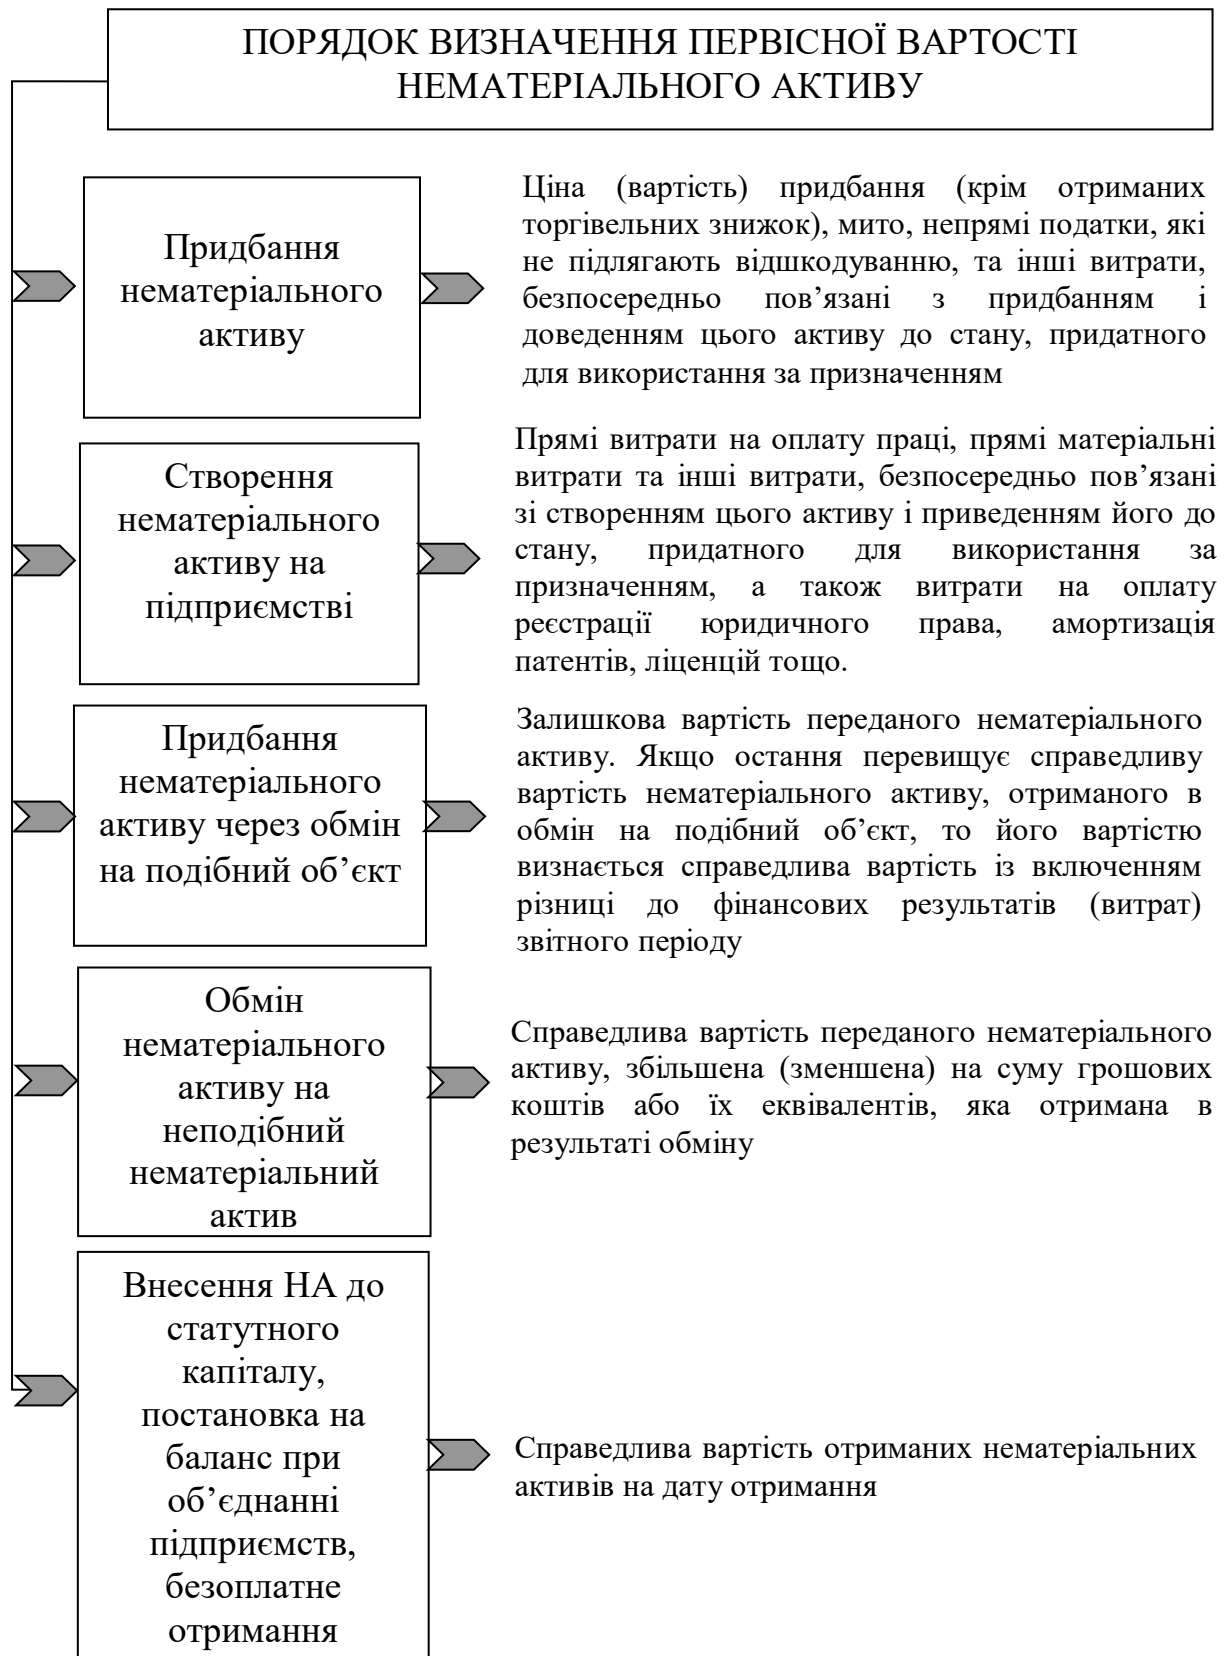 ПОРЯДОК ВИЗНАЧЕННЯ ПЕРВІСНОЇ ВАРТОСТІ
НЕМАТЕРІАЛЬНОГО АКТИВУ
Придбання
нематеріального
активу
Ціна (вартість) придбання (крім отриманих
торгівельних знижок), мито, непрямі податки, які
не підлягають відшкодуванню, та інші витрати,
безпосередньо пов’язані з придбанням і
доведенням цього активу до стану, придатного
для використання за призначенням
Створення
нематеріального
активу на
підприємстві
Прямі витрати на оплату праці, прямі матеріальні
витрати та інші витрати, безпосередньо пов’язані
зі створенням цього активу і приведенням його до
стану, придатного для використання за
призначенням, а також витрати на оплату
реєстрації юридичного права, амортизація
патентів, ліцензій тощо.
Придбання
нематеріального
активу через обмін
на подібний об’єкт
Залишкова вартість переданого нематеріального
активу. Якщо остання перевищує справедливу
вартість нематеріального активу, отриманого в
обмін на подібний об’єкт, то його вартістю
визнається справедлива вартість із включенням
різниці до фінансових результатів (витрат)
звітного періоду
Обмін
нематеріального
активу на
неподібний
нематеріальний
актив
Справедлива вартість переданого нематеріального
активу, збільшена (зменшена) на суму грошових
коштів або їх еквівалентів, яка отримана в
результаті обміну
Внесення НА до
статутного
капіталу,
постановка на
баланс при
об’єднанні
підприємств,
безоплатне
отримання
Справедлива вартість отриманих нематеріальних
активів на дату отримання